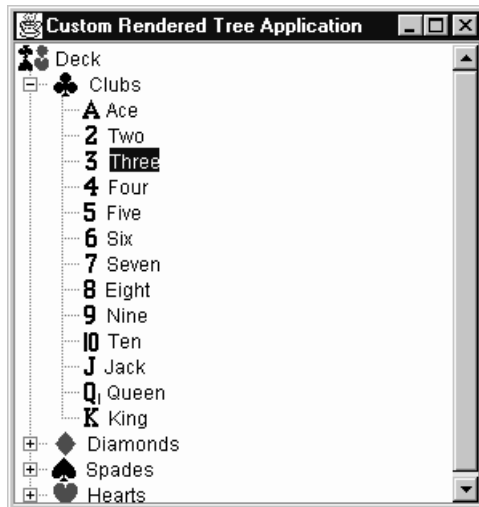 Custom Rendered Tree Application
Deck
Clubs
A Ace
2 Two
3 Three
4 Four
5 Five
6 Six
7 Seven
8 Eight
9 Nine
10 Ten
J Jack
Q Queen
K King
Diamonds
Spades
Hearts